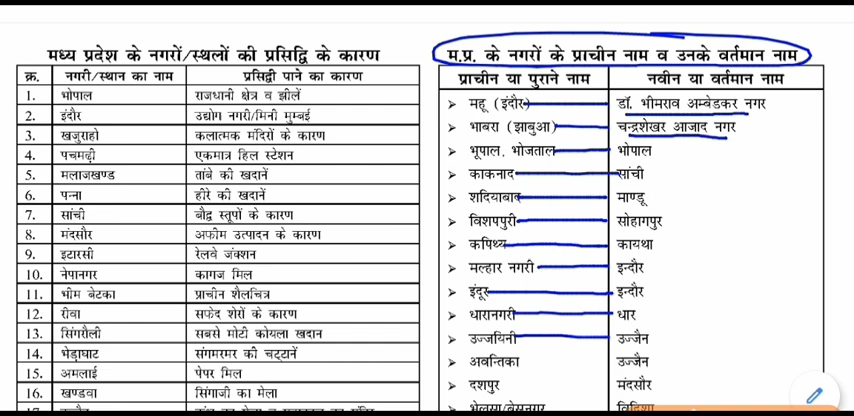 मध्य प्रदेश के नगरों/स्थलों की प्रसिद्धि के कारण
क्र. नगरी/स्थान का नाम प्रसिद्वी पाने का कारण
1. भोपाल राजधानी क्षेत्र व झीलें
2. इंदौर उद्योग नगरी/मिनी मुम्बई
3. खजुराहो कलात्मक मंदिरों के कारण
4. पचमढ़ी एकमात्र हिल स्टेशन
5. मलाजखण्ड तांबे की खदानें
6. पन्ना हीरे की खदानें
7. सांची बौद्व स्तूपों के कारण
8. मंदसौर अफीम उत्पादन के कारण
9. इटारसी रेलवे जंक्शन
10. नेपानगर कागज मिल
11. भीम बेटका प्राचीन शैलचित्र
12. रीवा सफेद शेरों के कारण
13. सिंगरौली सबसे मोटी कोयला खदान
14. भेड़ाघाट संगमरमर की चट्टानें
15. अमलाई पेपर मिल
16. खण्डवा सिंगाजी का मेला
म.प्र. के नगरों के प्राचीन नाम व उनके वर्तमान नाम
प्राचीन या पुराने नाम नवीन या वर्तमान नाम
➢ महू (इंदौर) डॉ. भीमराव अम्बेडकर नगर
➢ भाबरा (झाबुआ) चन्द्रशेखर आजाद नगर
➢ भूपाल, भोजताल भोपाल
➢ काकनाद सांची
➢ शदियाबाद माण्डू
➢ विशपपुरी सोहागपुर
➢ कपिथ्य कायथा
➢ मल्हार नगरी इन्दौर
➢ इंदूर इन्दौर
➢ धारानगरी धार
➢ उज्जयिनी उज्जैन
➢ अवन्तिका उज्जैन
➢ दशपुर मंदसौर
➢ भेलसा/बेसनगर विदिशा